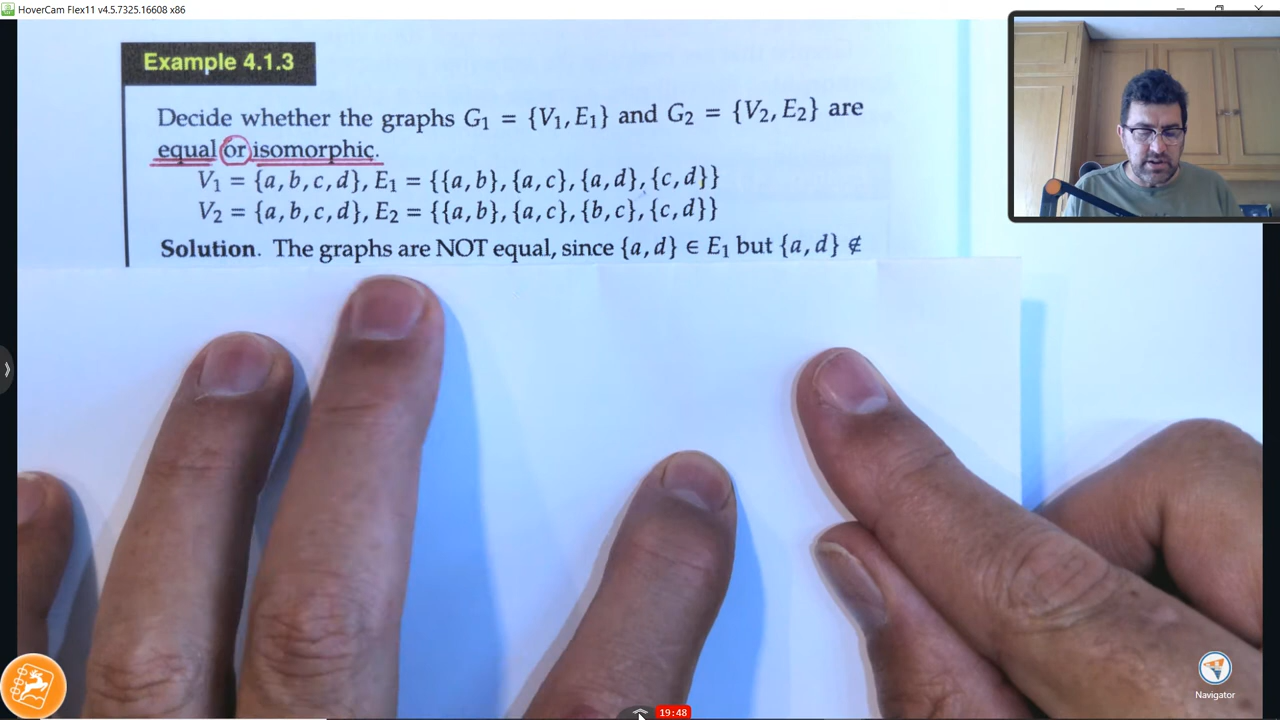 HoverCam Flex11 v4.5.7325.16608 x86
Example 4.1.3
Decide whether the graphs G₁ = {V₁, E₁} and G₂ = {V₂, E₂} are
equal or isomorphic.
V₁ = {a, b, c, d}, E₁ = {{a, b}, {a, c}, {a, d}, {c, d}}
V₂ = {a, b, c, d}, E₂ = {{a, b}, {a, c}, {b, c}, {c, d}}
Solution. The graphs are NOT equal, since {a, d} ∈ E₁ but {a, d} ∉
Navigator
19:48